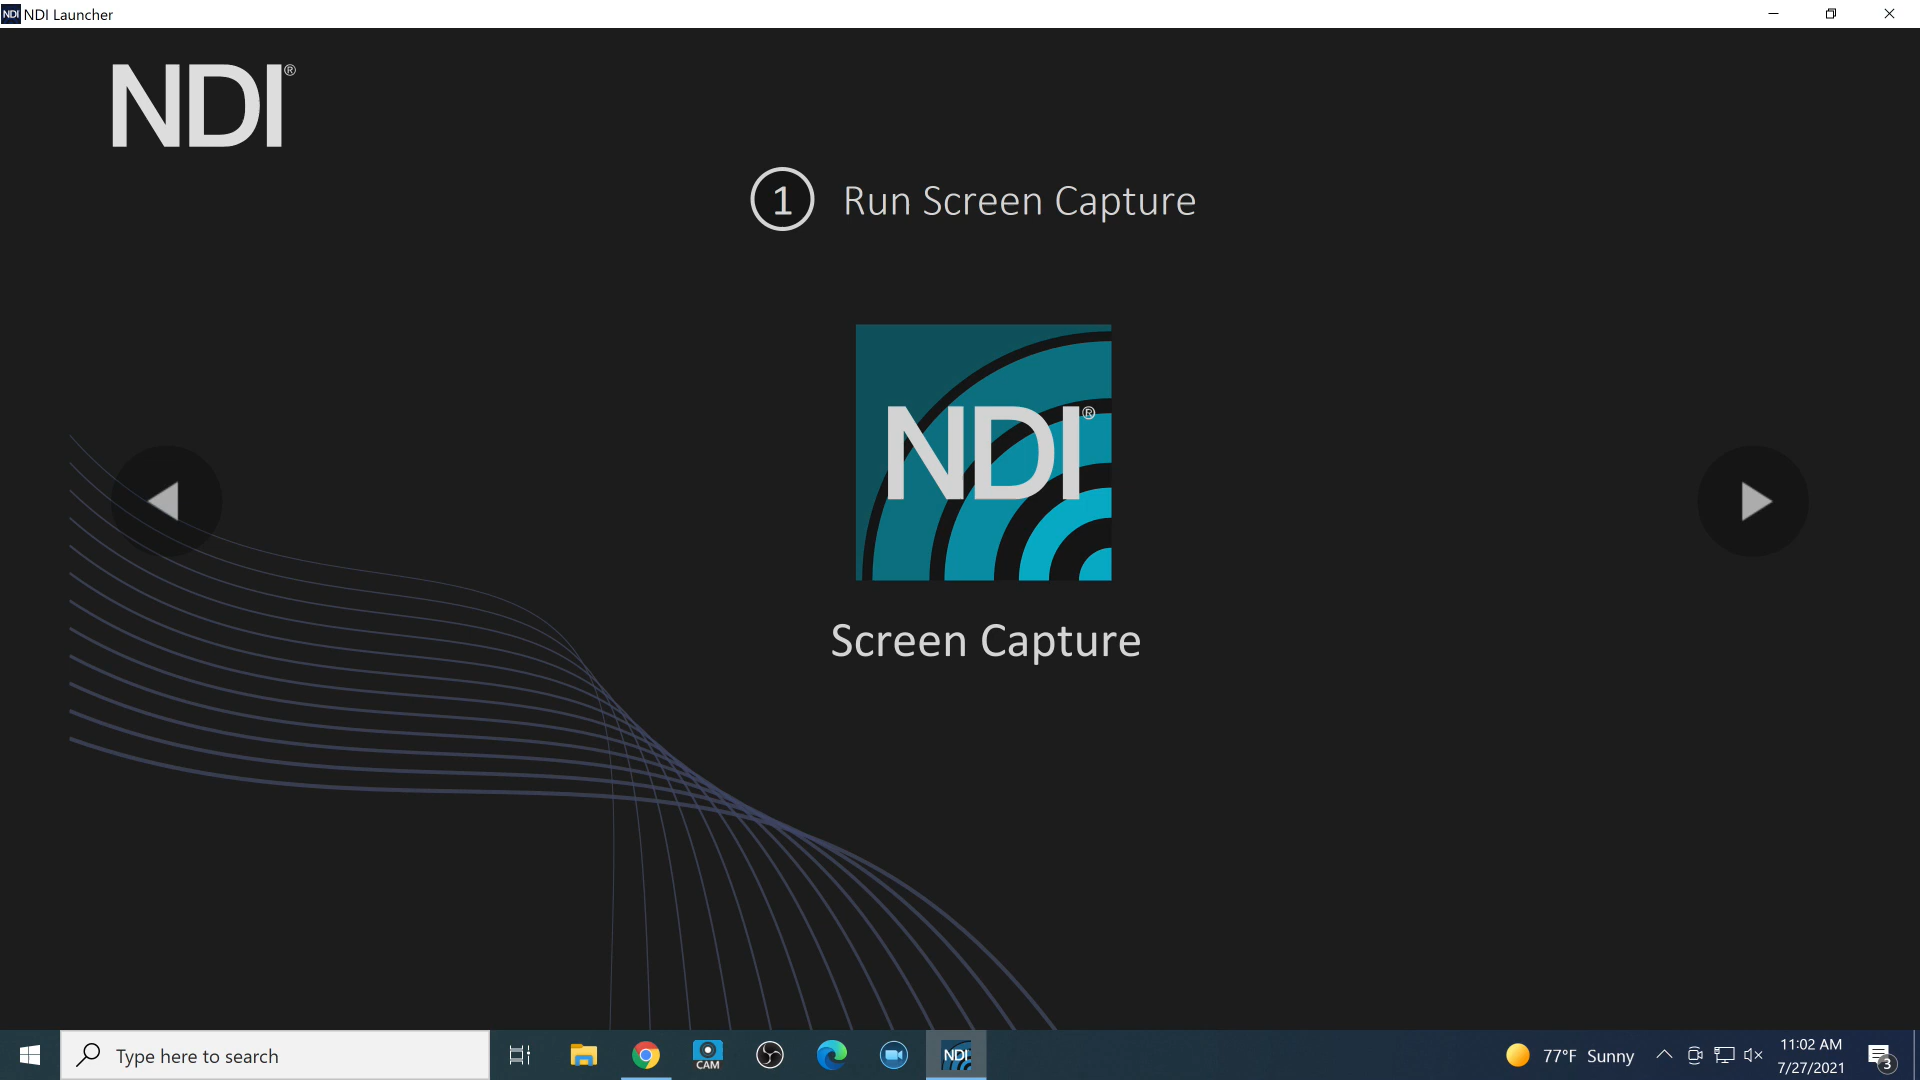 NDI NDI Launcher
NDI®
1 Run Screen Capture
NDI®
Screen Capture
Type here to search
CAM
NDI
77°F Sunny
11:02 AM
7/27/2021
3